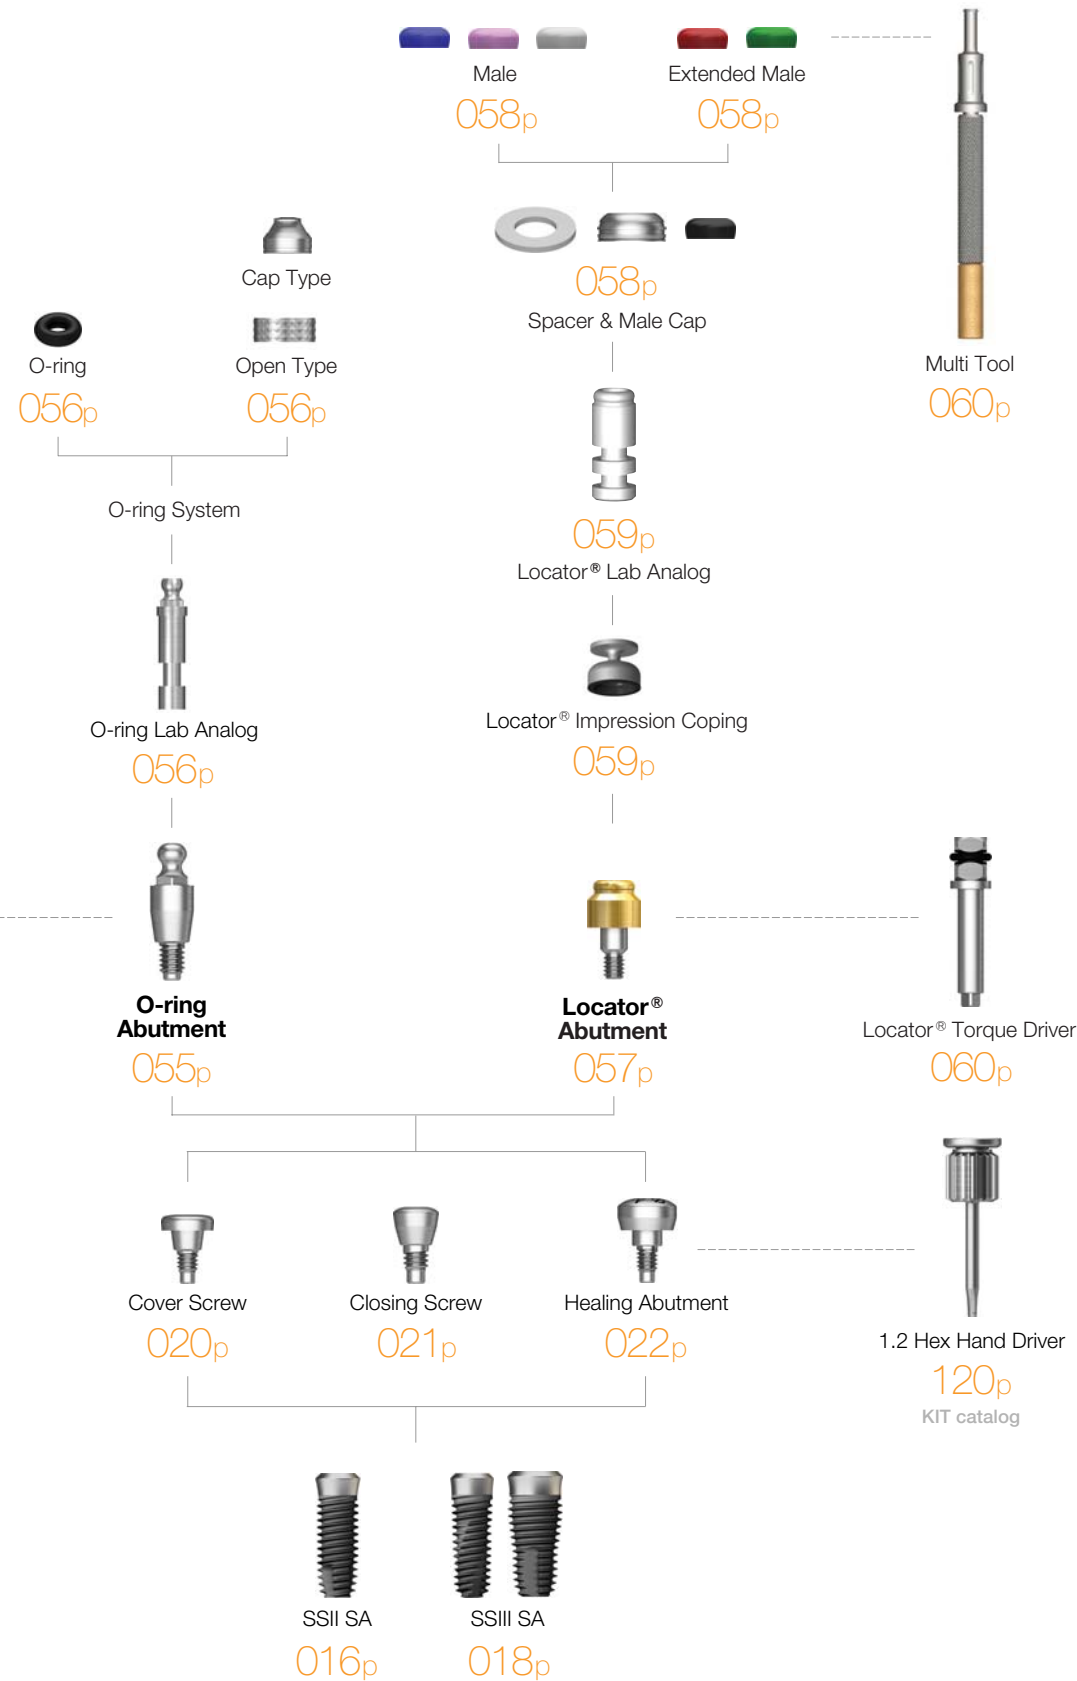 Male
058p
Extended Male
058p
058p
Spacer & Male Cap
Multi Tool
060p
Cap Type
O-ring
056p
Open Type
056p
O-ring System
059p
Locator® Lab Analog
O-ring Lab Analog
056p
Locator® Impression Coping
059p
O-ring
Abutment
055p
Locator®
Abutment
057p
Locator® Torque Driver
060p
Cover Screw
020p
Closing Screw
021p
Healing Abutment
022p
1.2 Hex Hand Driver
120p
KIT catalog
SSII SA
016p
SSIII SA
018p